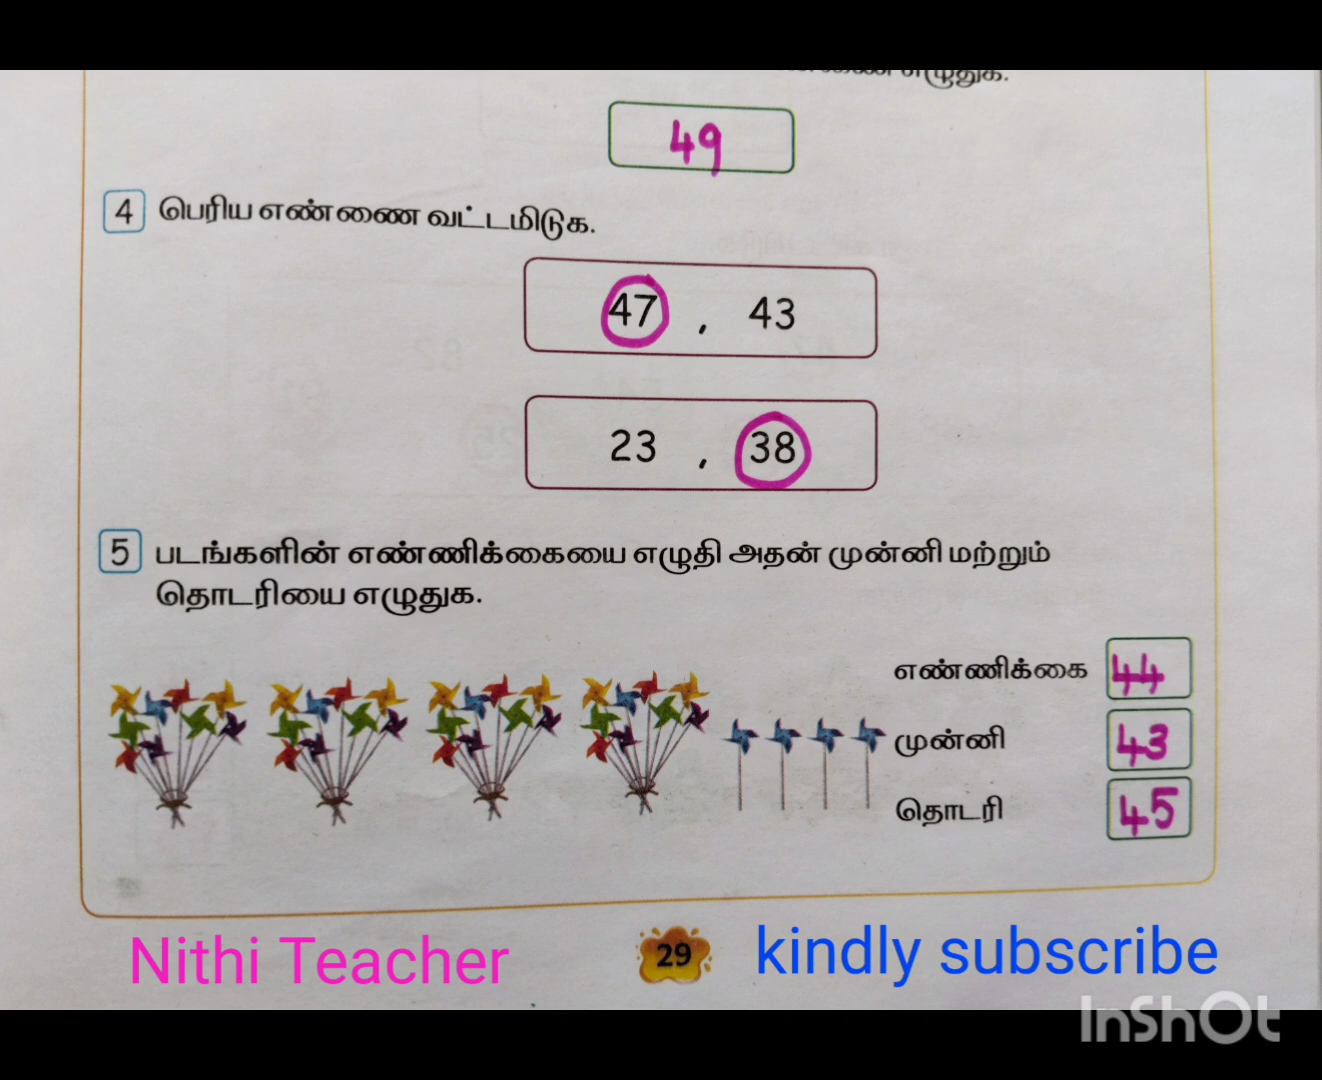 எழுதுக.
49
4 பெரிய எண்ணை வட்டமிடுக.
47 , 43
23 , 38
5 படங்களின் எண்ணிக்கையை எழுதி அதன் முன்னி மற்றும்
தொடரியை எழுதுக.
எண்ணிக்கை 44
முன்னி 43
தொடரி 45
Nithi Teacher 29 kindly subscribe
InShOt